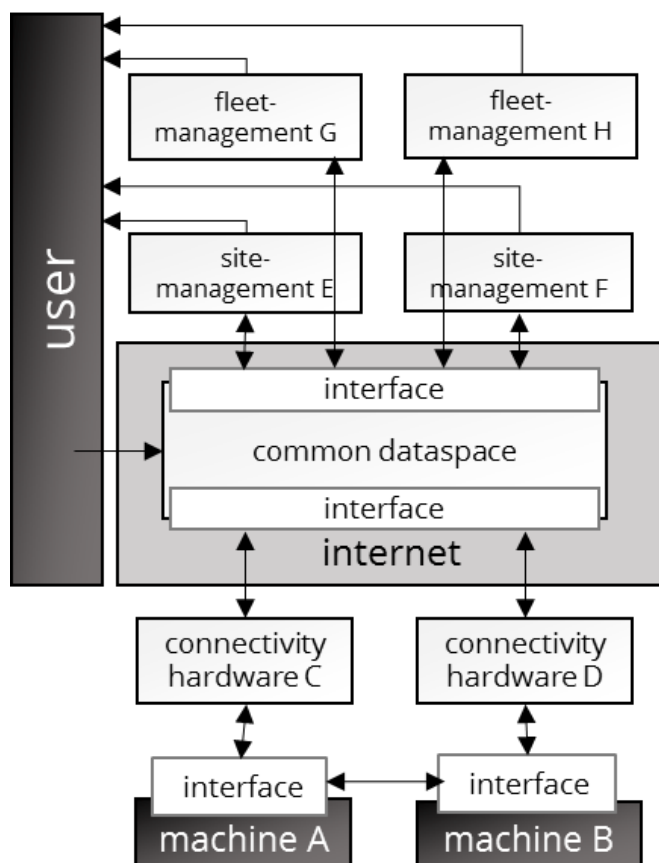 user
fleet-
management G
fleet-
management H
site-
management E
site-
management F
interface
common dataspace
interface
internet
connectivity
hardware C
connectivity
hardware D
interface
interface
machine A
machine B